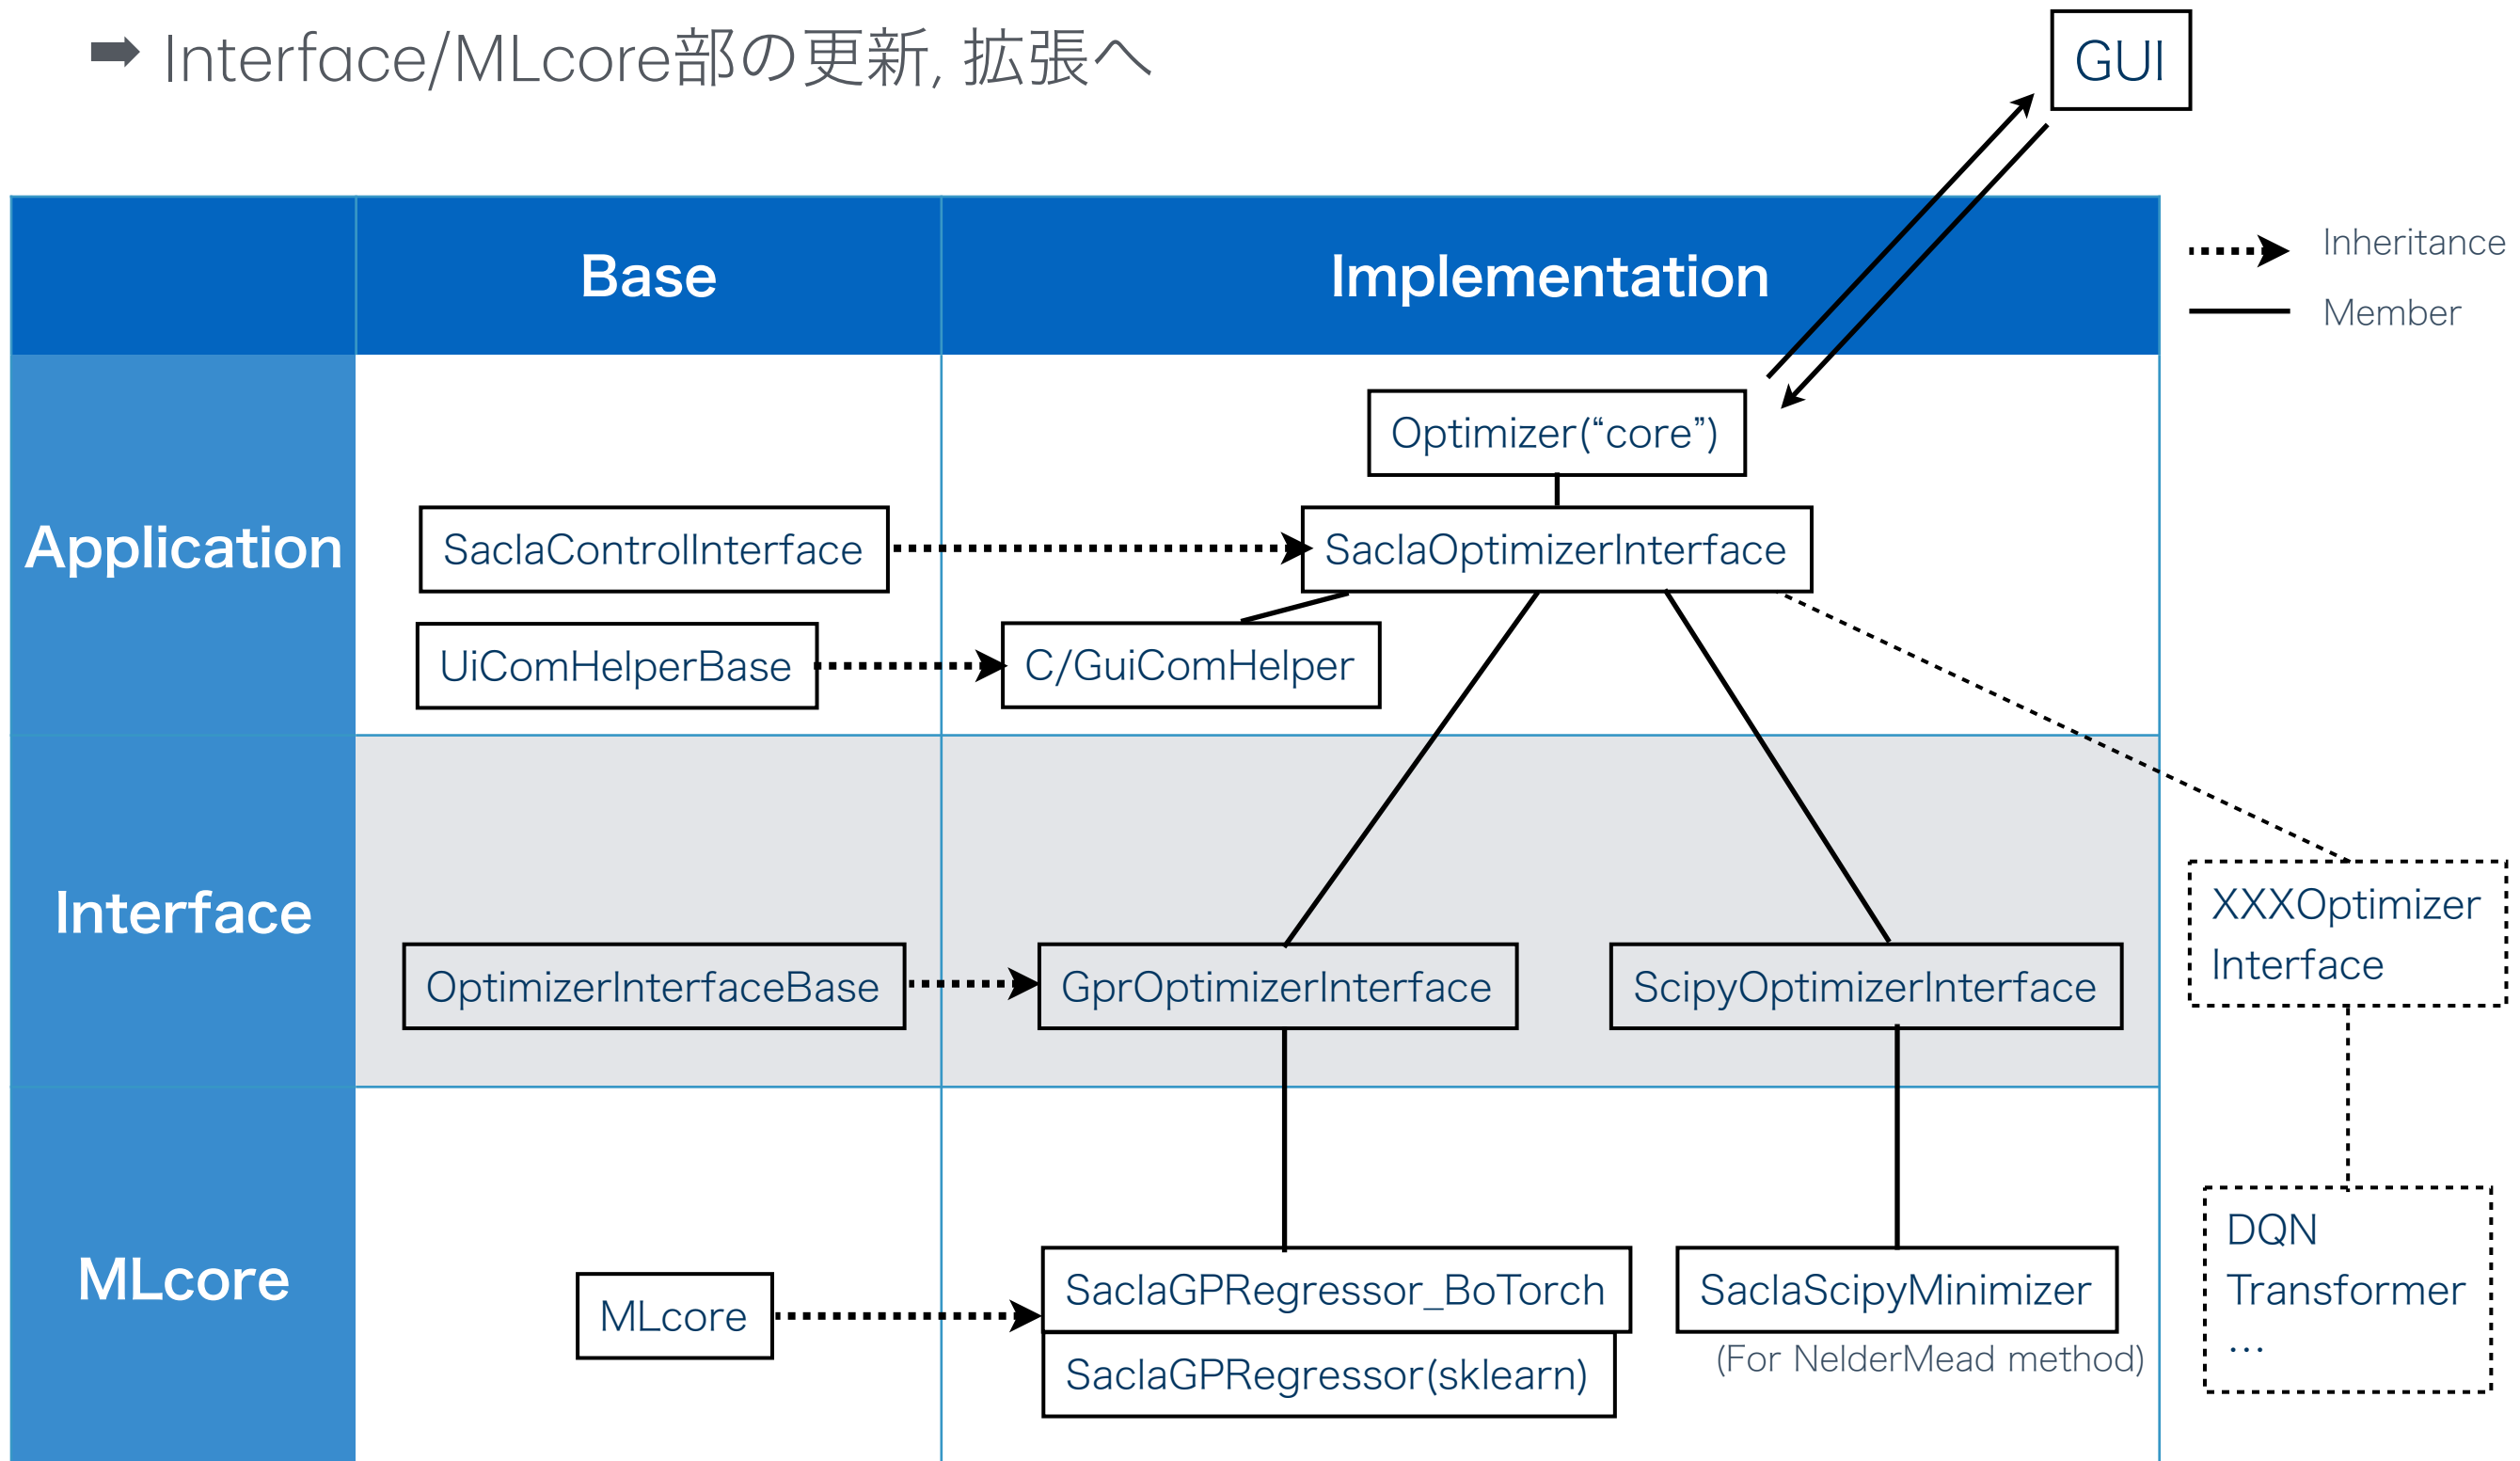 ➡ Interface/MLcore部の更新, 拡張へ
GUI
Base
Implementation
Inheritance
Member
Application
Optimizer(“core”)
SaclaControlInterface
SaclaOptimizerInterface
UiComHelperBase
C/GuiComHelper
Interface
OptimizerInterfaceBase
GprOptimizerInterface
ScipyOptimizerInterface
XXXOptimizer
Interface
MLcore
MLcore
SaclaGPRegressor_BoTorch
SaclaGPRegressor(sklearn)
SaclaScipyMinimizer
(For NelderMead method)
DQN
Transformer
…